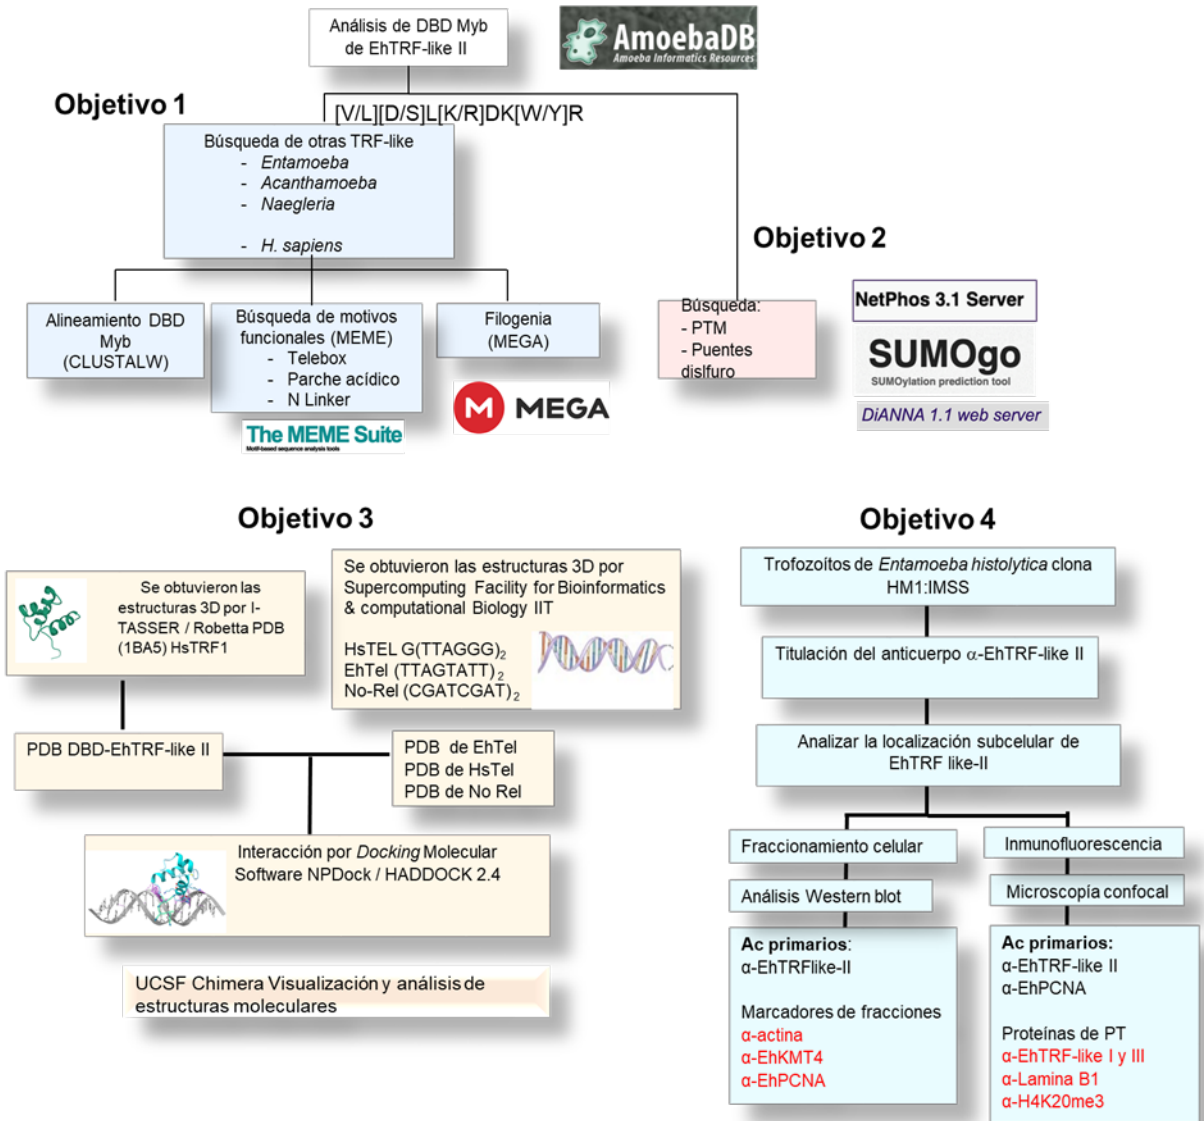 Análisis de DBD Myb
de EhTRF-like II
AmoebaDB
Amoeba Informatics Resources
Objetivo 1
[V/L][D/S]L[K/R]DK[W/Y]R
Búsqueda de otras TRF-like
- Entamoeba
- Acanthamoeba
- Naegleria
- H. sapiens
Alineamiento DBD
Myb
(CLUSTALW)
Búsqueda de motivos
funcionales (MEME)
- Telebox
- Parche acídico
- N Linker
The MEME Suite
Motif-based sequence analysis tools
Filogenia
(MEGA)
M MEGA
Objetivo 2
Búsqueda:
- PTM
- Puentes
dislfuro
NetPhos 3.1 Server
SUMOgo
SUMOylation prediction tool
DiANNA 1.1 web server
Objetivo 3
Se obtuvieron las
estructuras 3D por I-
TASSER / Robetta PDB
(1BA5) HsTRF1
Se obtuvieron las estructuras 3D por
Supercomputing Facility for Bioinformatics
& computational Biology IIT
HsTEL G(TTAGGG)2
EhTel (TTAGTATT)2
No-Rel (CGATCGAT)2
PDB DBD-EhTRF-like II
PDB de EhTel
PDB de HsTel
PDB de No Rel
Interacción por Docking Molecular
Software NPDock / HADDOCK 2.4
UCSF Chimera Visualización y análisis de
estructuras moleculares
Objetivo 4
Trofozoítos de Entamoeba histolytica clona
HM1:IMSS
Titulación del anticuerpo α-EhTRF-like II
Analizar la localización subcelular de
EhTRF like-II
Fraccionamiento celular
Análisis Western blot
Ac primarios:
α-EhTRFlike-II
Marcadores de fracciones
α-actina
α-EhKMT4
α-EhPCNA
Inmunofluorescencia
Microscopía confocal
Ac primarios:
α-EhTRF-like II
α-EhPCNA
Proteínas de PT
α-EhTRF-like I y III
α-Lamina B1
α-H4K20me3